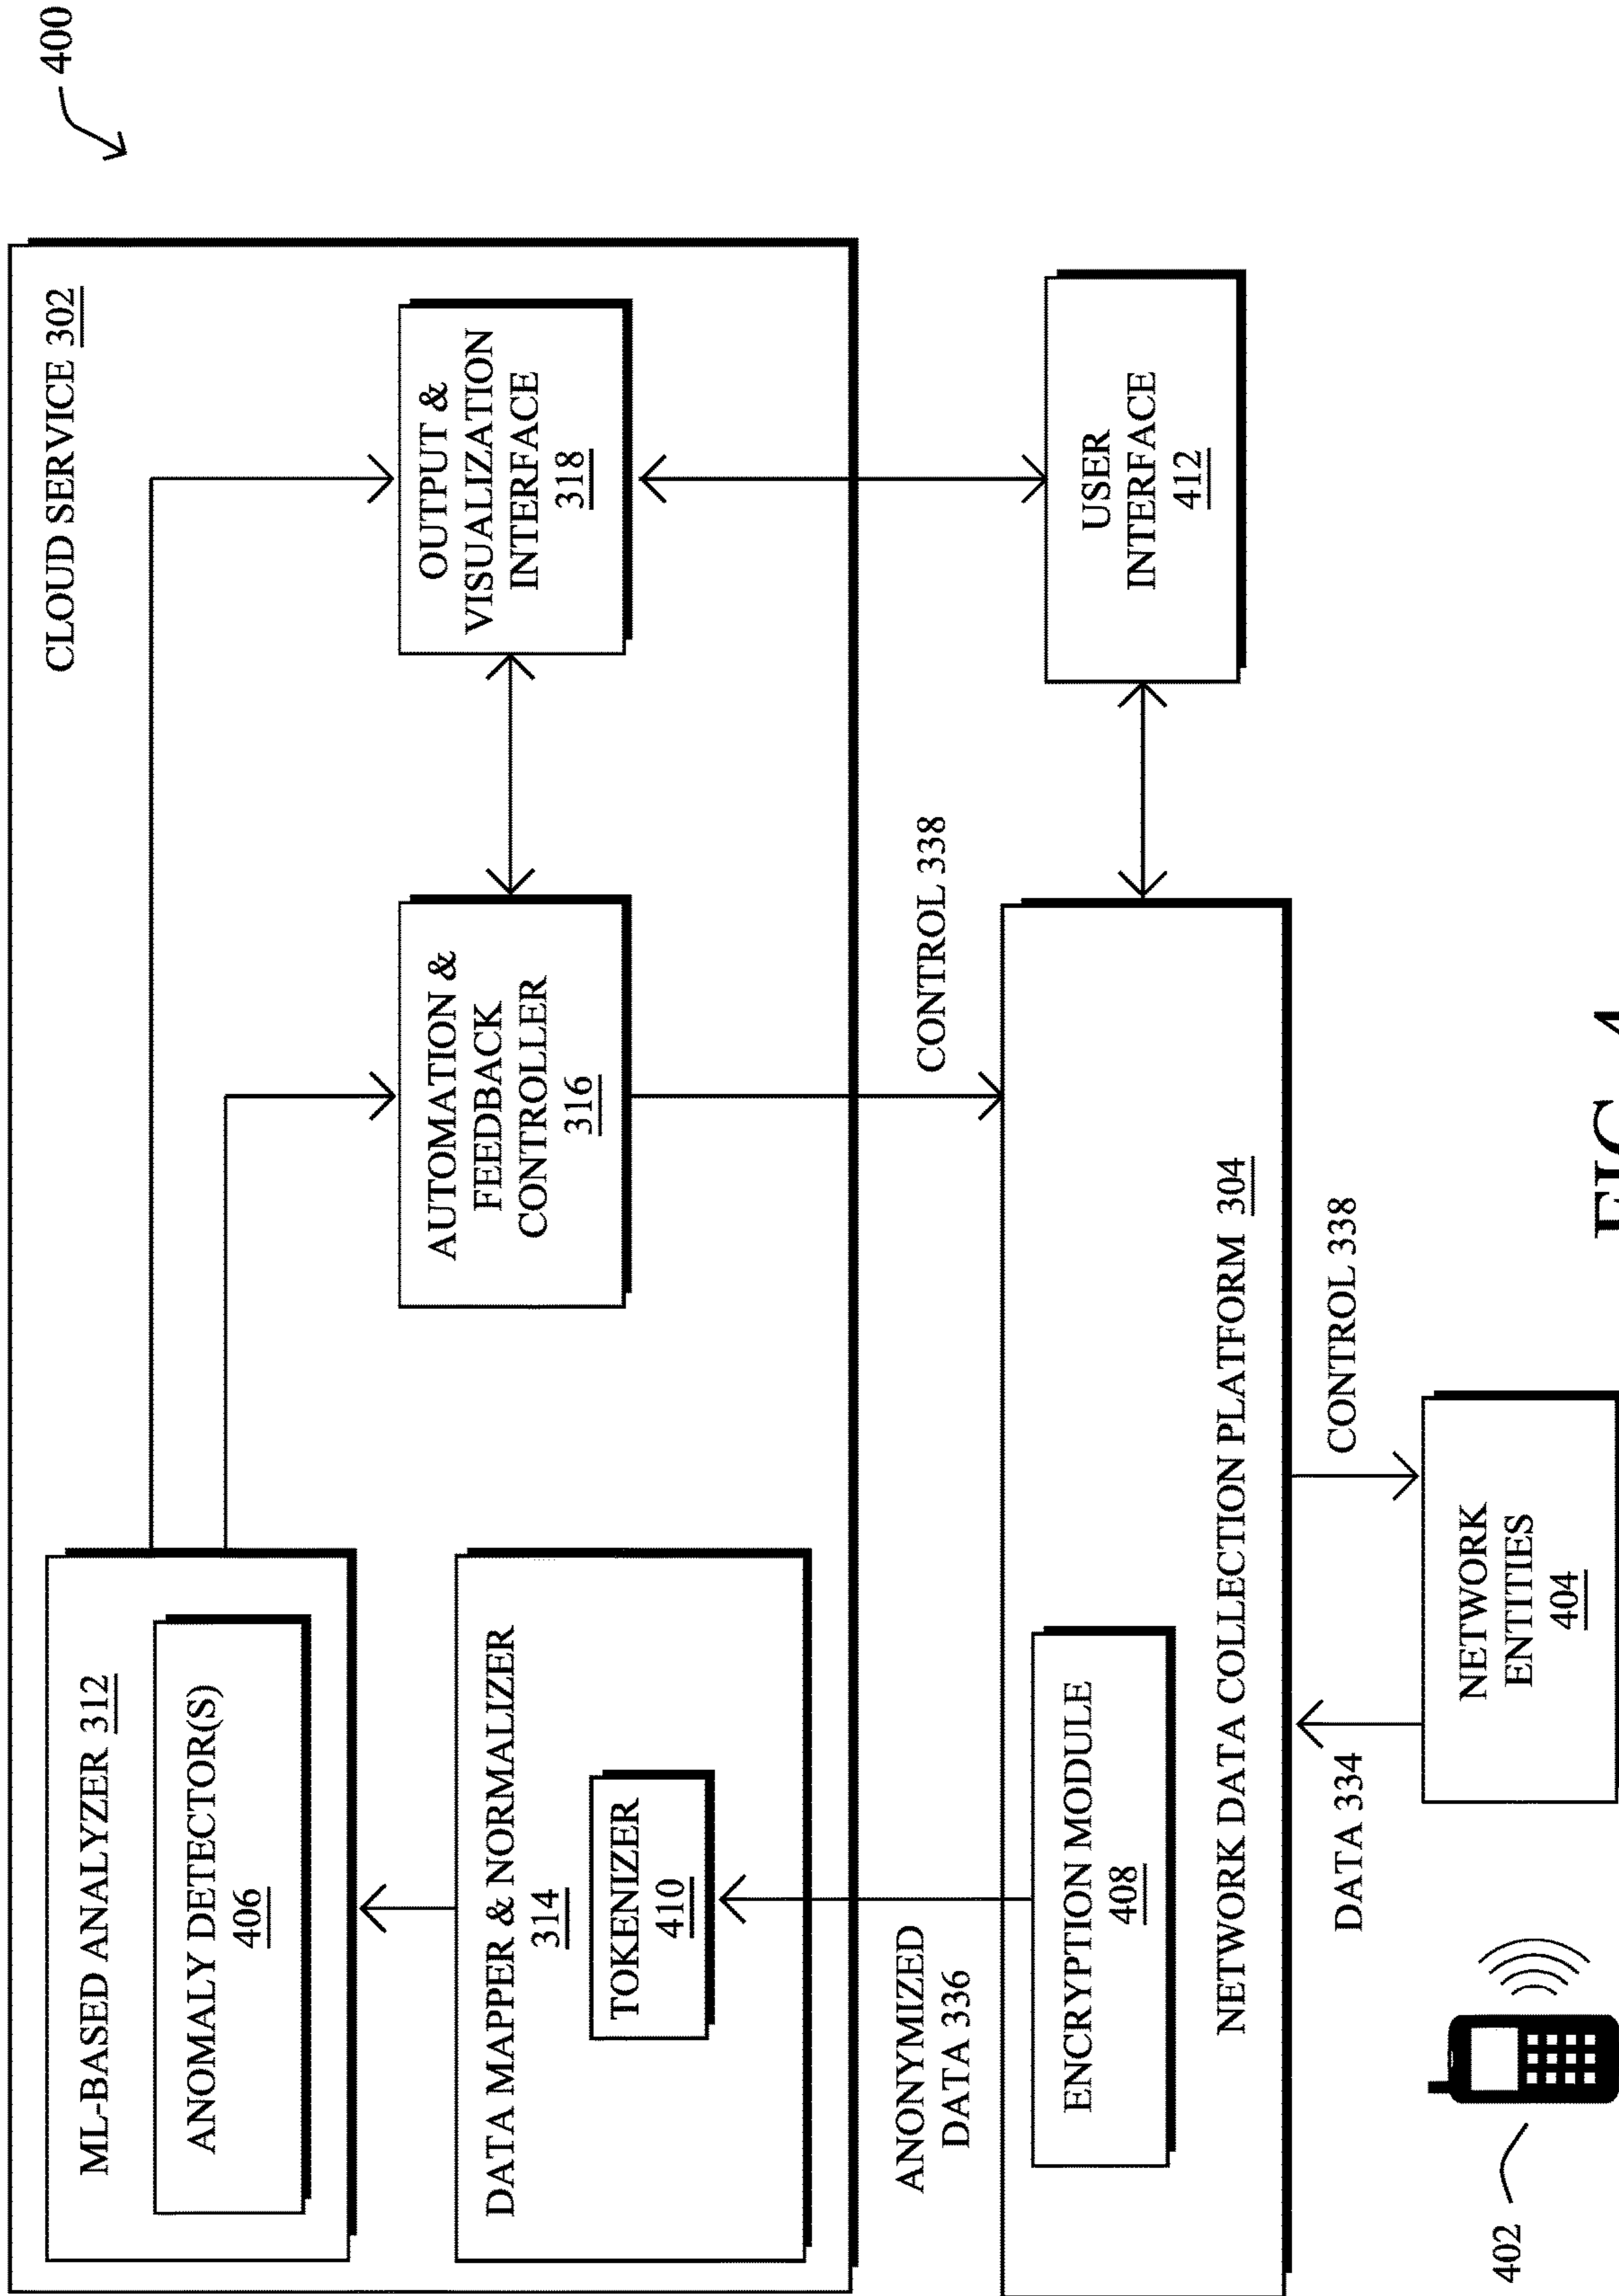 400
CLOUD SERVICE 302
ML-BASED ANALYZER 312
ANOMALY DETECTOR(S)
406
DATA MAPPER & NORMALIZER
314
TOKENIZER
410
AUTOMATION &
FEEDBACK
CONTROLLER
316
OUTPUT &
VISUALIZATION
INTERFACE
318
ANONYMIZED
DATA 336
CONTROL 338
ENCRYPTION MODULE
408
NETWORK DATA COLLECTION PLATFORM 304
USER
INTERFACE
412
DATA 334
CONTROL 338
NETWORK
ENTITIES
404
402
FIG. 4